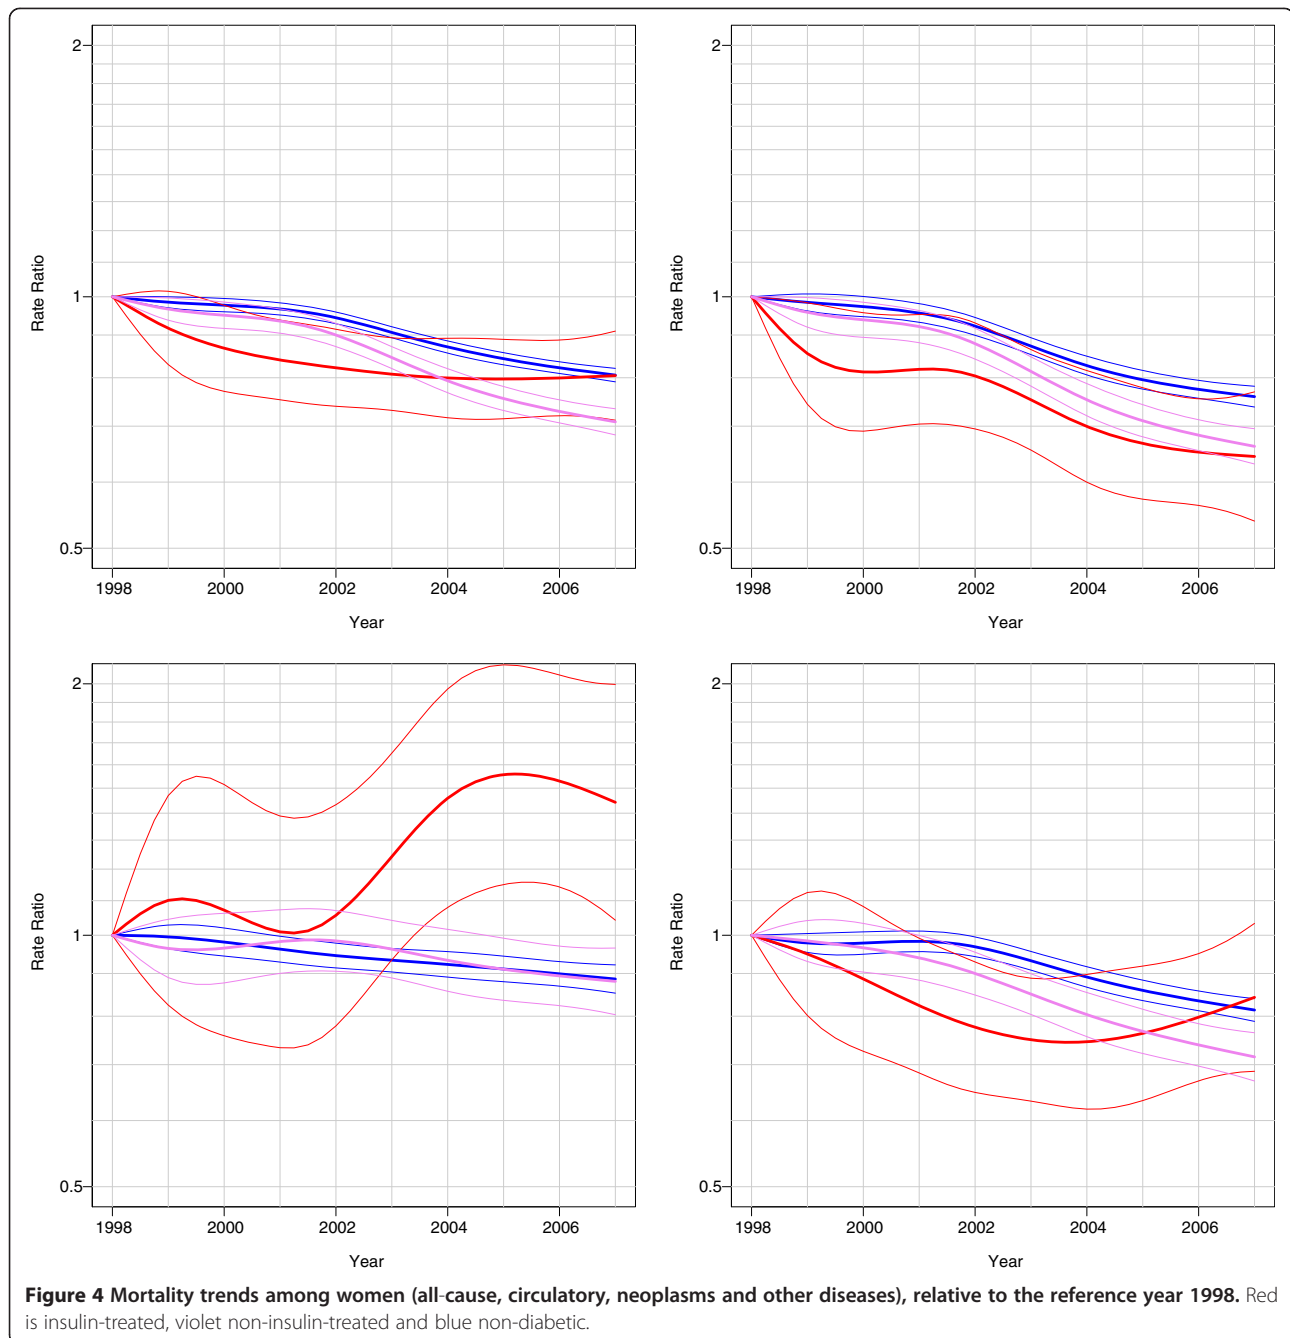 2
1
0.5
Rate Ratio
1998 2000 2002 2004 2006
Year
2
1
0.5
Rate Ratio
1998 2000 2002 2004 2006
Year
2
1
0.5
Rate Ratio
1998 2000 2002 2004 2006
Year
2
1
0.5
Rate Ratio
1998 2000 2002 2004 2006
Year
Figure 4 Mortality trends among women (all-cause, circulatory, neoplasms and other diseases), relative to the reference year 1998. Red
is insulin-treated, violet non-insulin-treated and blue non-diabetic.